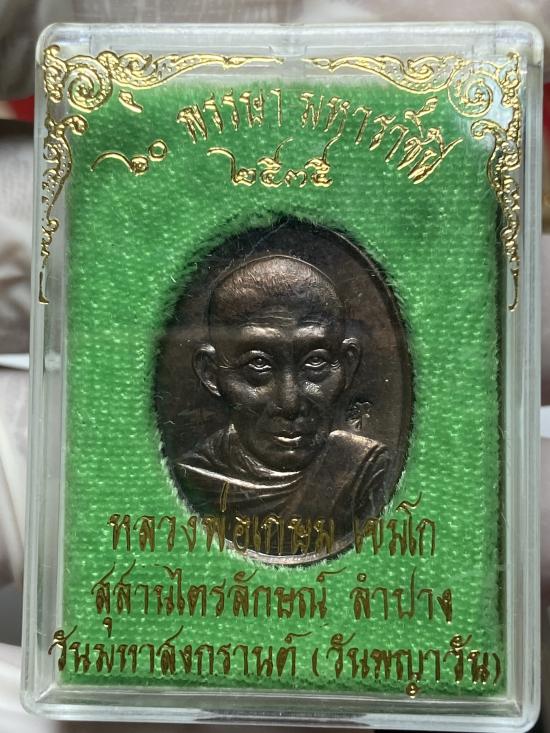 ๖๐ พรรษา มหาราชินี
๒๕๓๕
หลวงพ่อเกษม เขมโก
สุสานไตรลักษณ์ ลำปาง
วันมหาสงกรานต์ (วันพญาวัน)